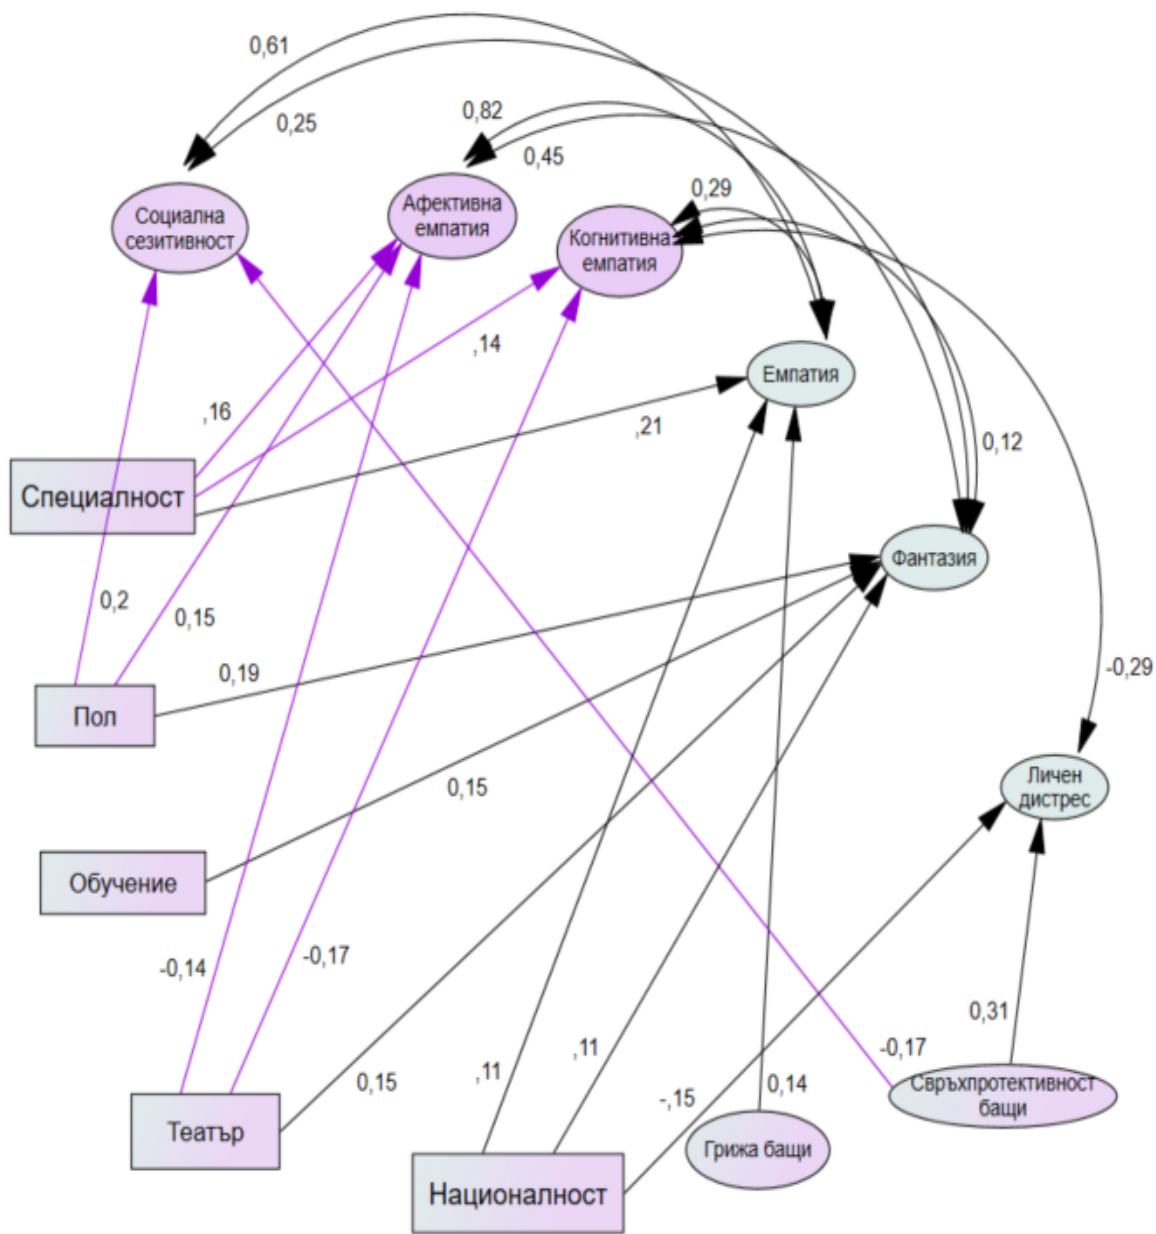 0,61
0,25
0,82
0,45
0,29
Социална
сезитивност
Афективна
емпатия
Когнитивна
емпатия
,14
Емпатия
,16
,21
0,12
Специалност
Фантазия
0,2
0,15
0,19
-0,29
Пол
0,15
Личен
дистрес
Обучение
-0,14
-0,17
0,31
,11
,11
-0,17
0,15
0,14
-,15
Свръхпротективност
бащи
Театър
Грижа бащи
Националност